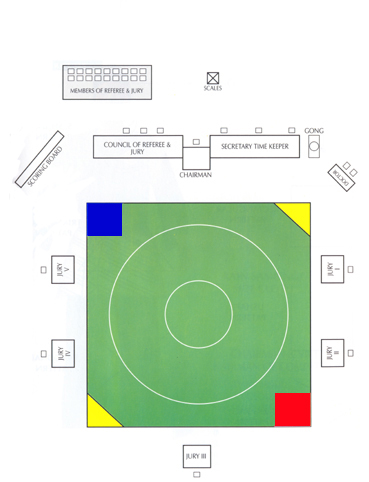 MEMBERS OF REFEREE & JURY
SCALES
GONG
COUNCIL OF REFEREE &
JURY
SECRETARY TIME KEEPER
CHAIRMAN
SCORING BOARD
JURY
V
JURY
I
JURY
IV
JURY
II
JURY III